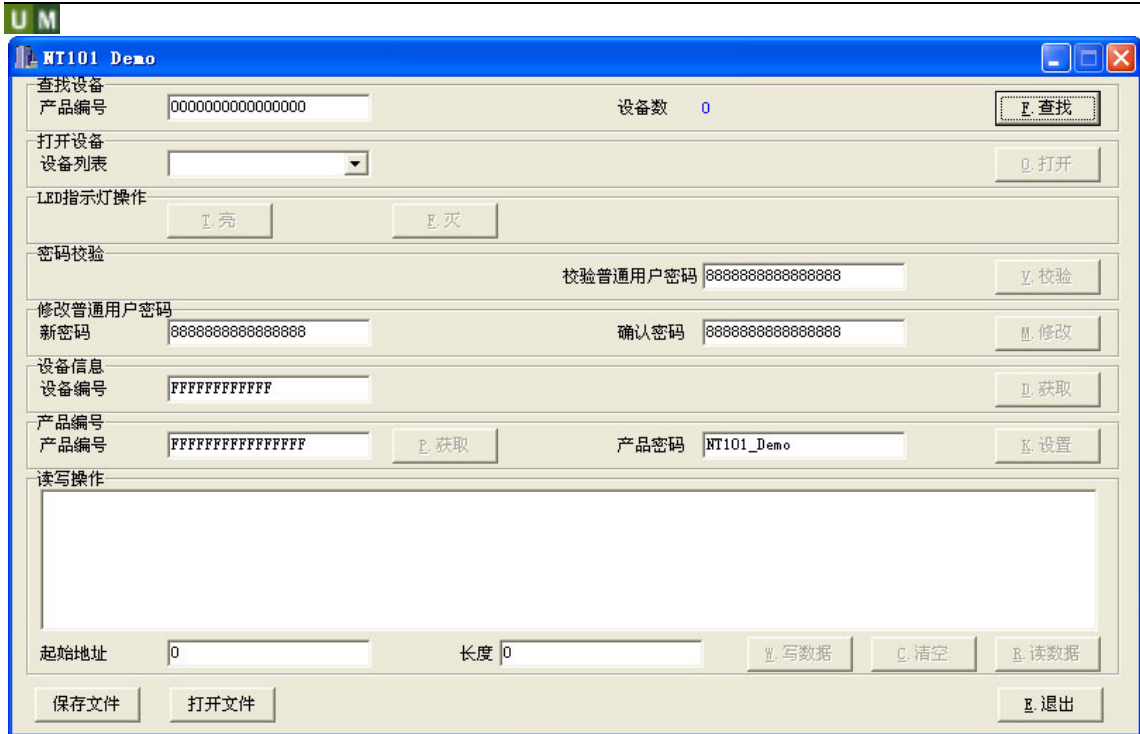 UM
NT101 Demo
查找设备
产品编号 0000000000000000 设备数 0 F.查找
打开设备
设备列表 O.打开
LED指示灯操作
T.亮 F.灭
密码校验
校验普通用户密码 8888888888888888 V.校验
修改普通用户密码
新密码 8888888888888888 确认密码 8888888888888888 M.修改
设备信息
设备编号 FFFFFFFFFFFF D.获取
产品编号
产品编号 FFFFFFFFFFFFFFFF P.获取 产品密码 NT101_Demo K.设置
读写操作
起始地址 0 长度 0 W.写数据 C.清空 R.读数据
保存文件 打开文件 E.退出